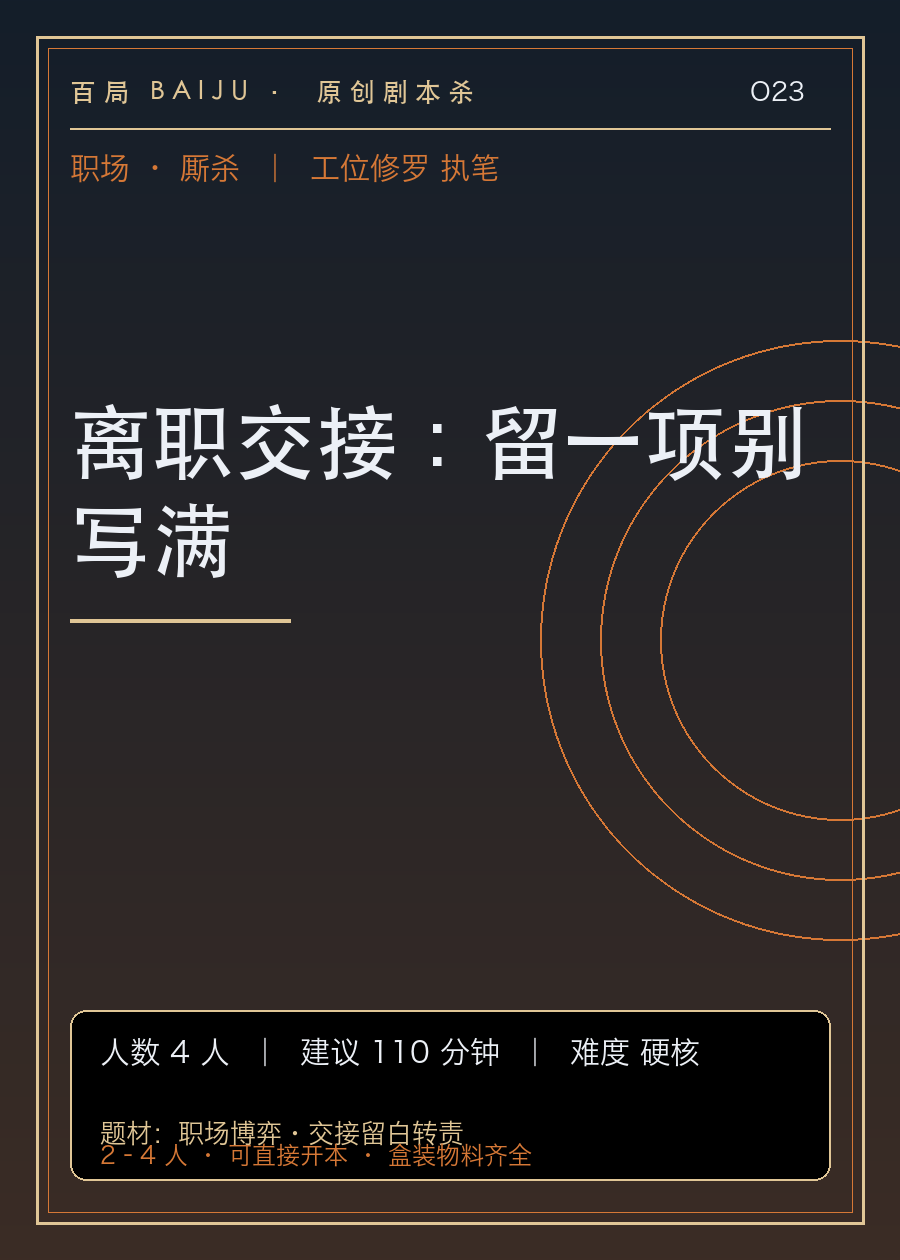 百局 BAIJU · 原创剧本杀 023
职场 · 厮杀 | 工位修罗 执笔
离职交接：留一项别
写满
人数 4 人 | 建议 110 分钟 | 难度 硬核
题材: 职场博弈·交接留白转责
2-4 人 · 可直接开本 · 盒装物料齐全